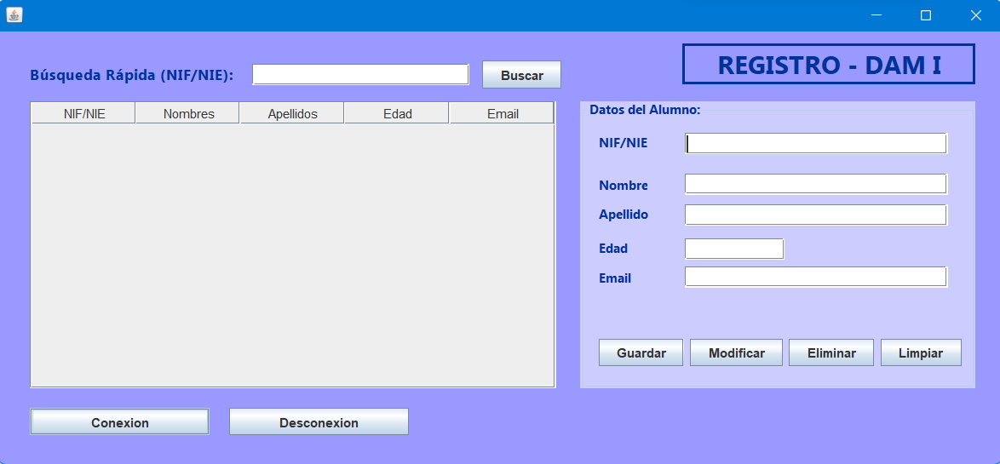 REGISTRO - DAM I
Búsqueda Rápida (NIF/NIE):
Buscar
NIF/NIE Nombres Apellidos Edad Email
Datos del Alumno:
NIF/NIE
Nombre
Apellido
Edad
Email
Guardar Modificar Eliminar Limpiar
Conexion Desconexion